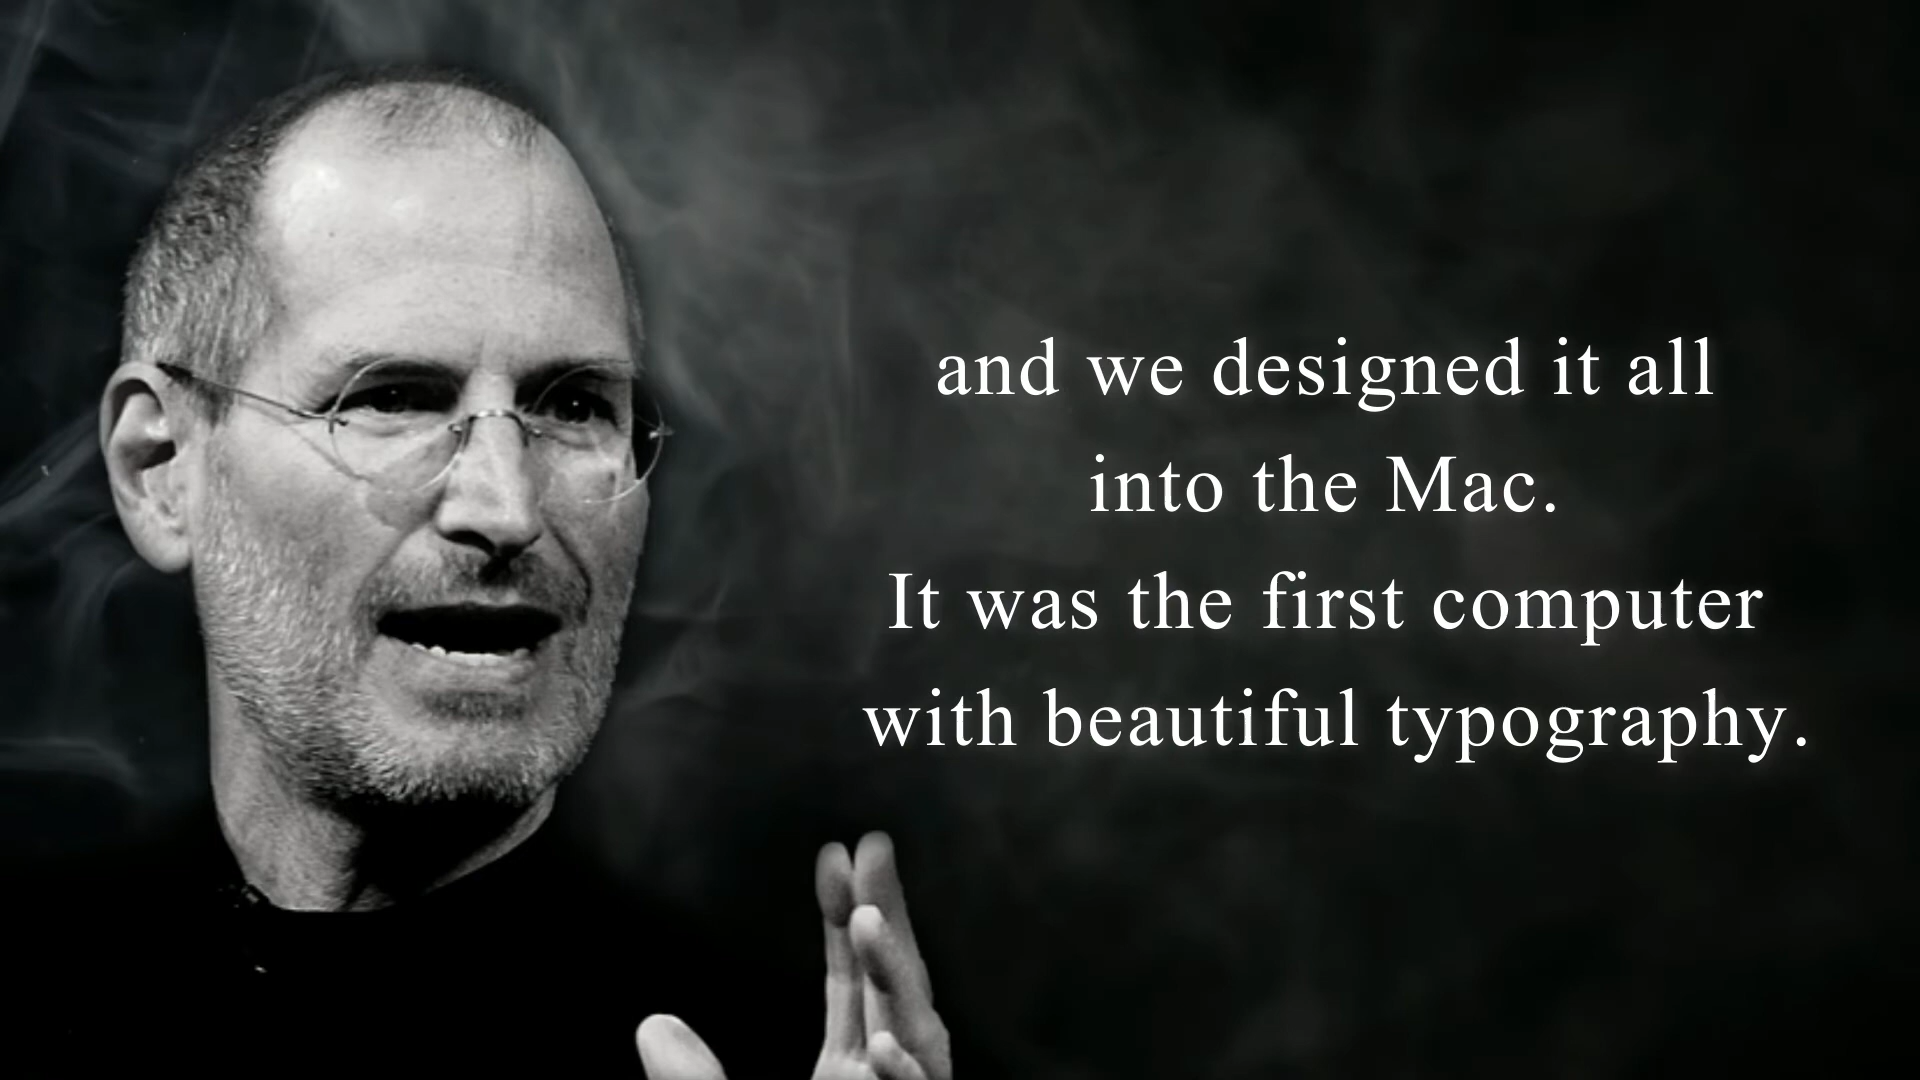 and we designed it all
into the Mac.
It was the first computer
with beautiful typography.